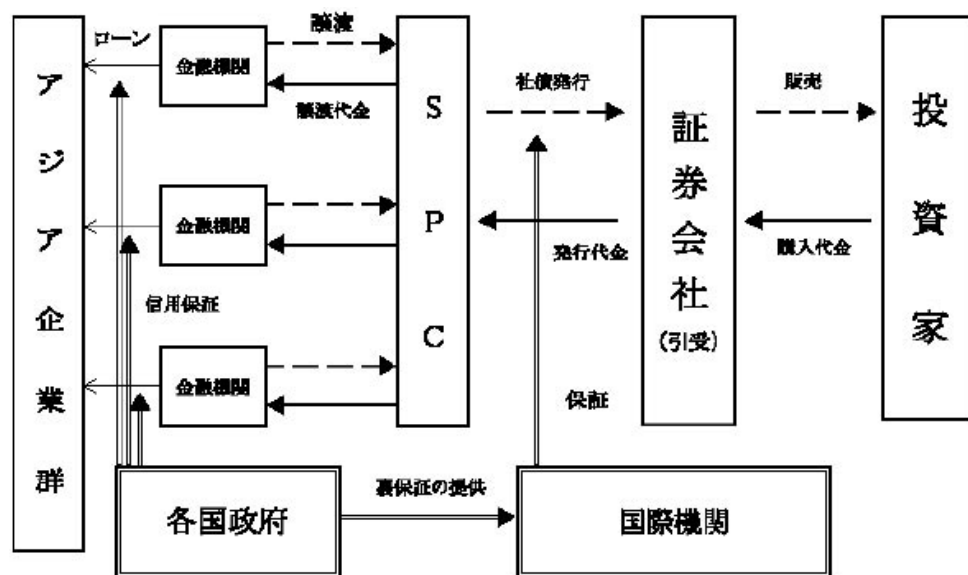 アジア企業群
ローン
金融機関
譲渡
譲渡代金
金融機関
信用保証
金融機関
SPC
社債発行
発行代金
保証
証券会社
(引受)
販売
購入代金
投資家
各国政府
裏保証の提供
国際機関